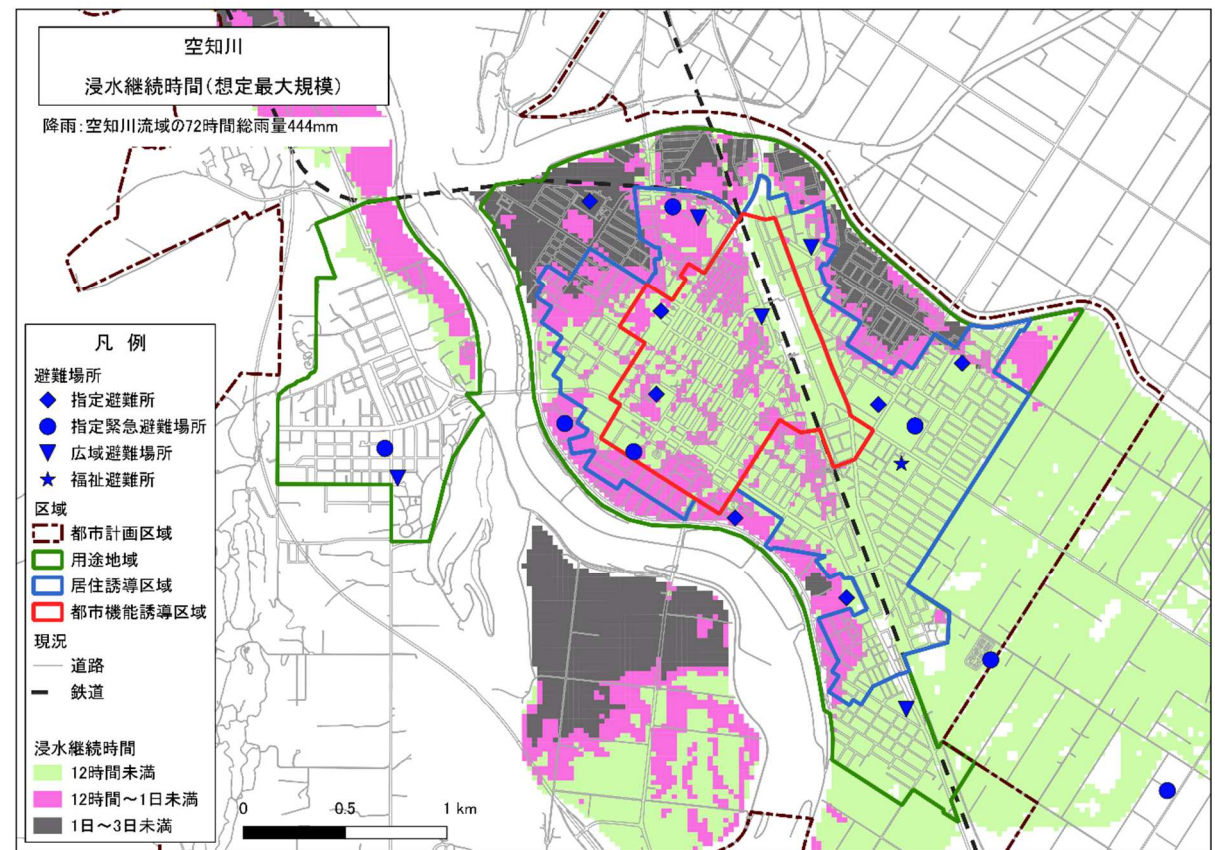 空知川
浸水継続時間(想定最大規模)
降雨:空知川流域の72時間総雨量444mm
凡 例
避難場所
指定避難所
指定緊急避難場所
広域避難場所
福祉避難所
区域
都市計画区域
用途地域
居住誘導区域
都市機能誘導区域
現況
道路
鉄道
浸水継続時間
12時間未満
12時間~1日未満
1日~3日未満
0 0.5 1 km